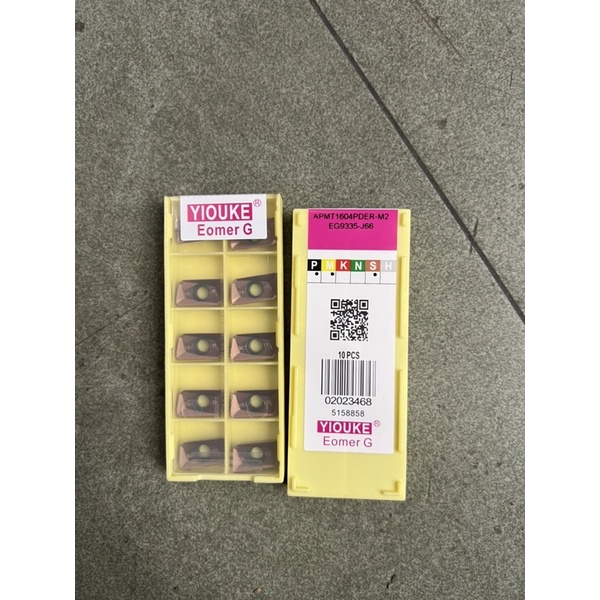 YIOUKE®
Eomer G
APMT1604PDER-M2
EG9335-J66
P M K N S H
10 PCS
02023468
5158858
YIOUKE®
Eomer G